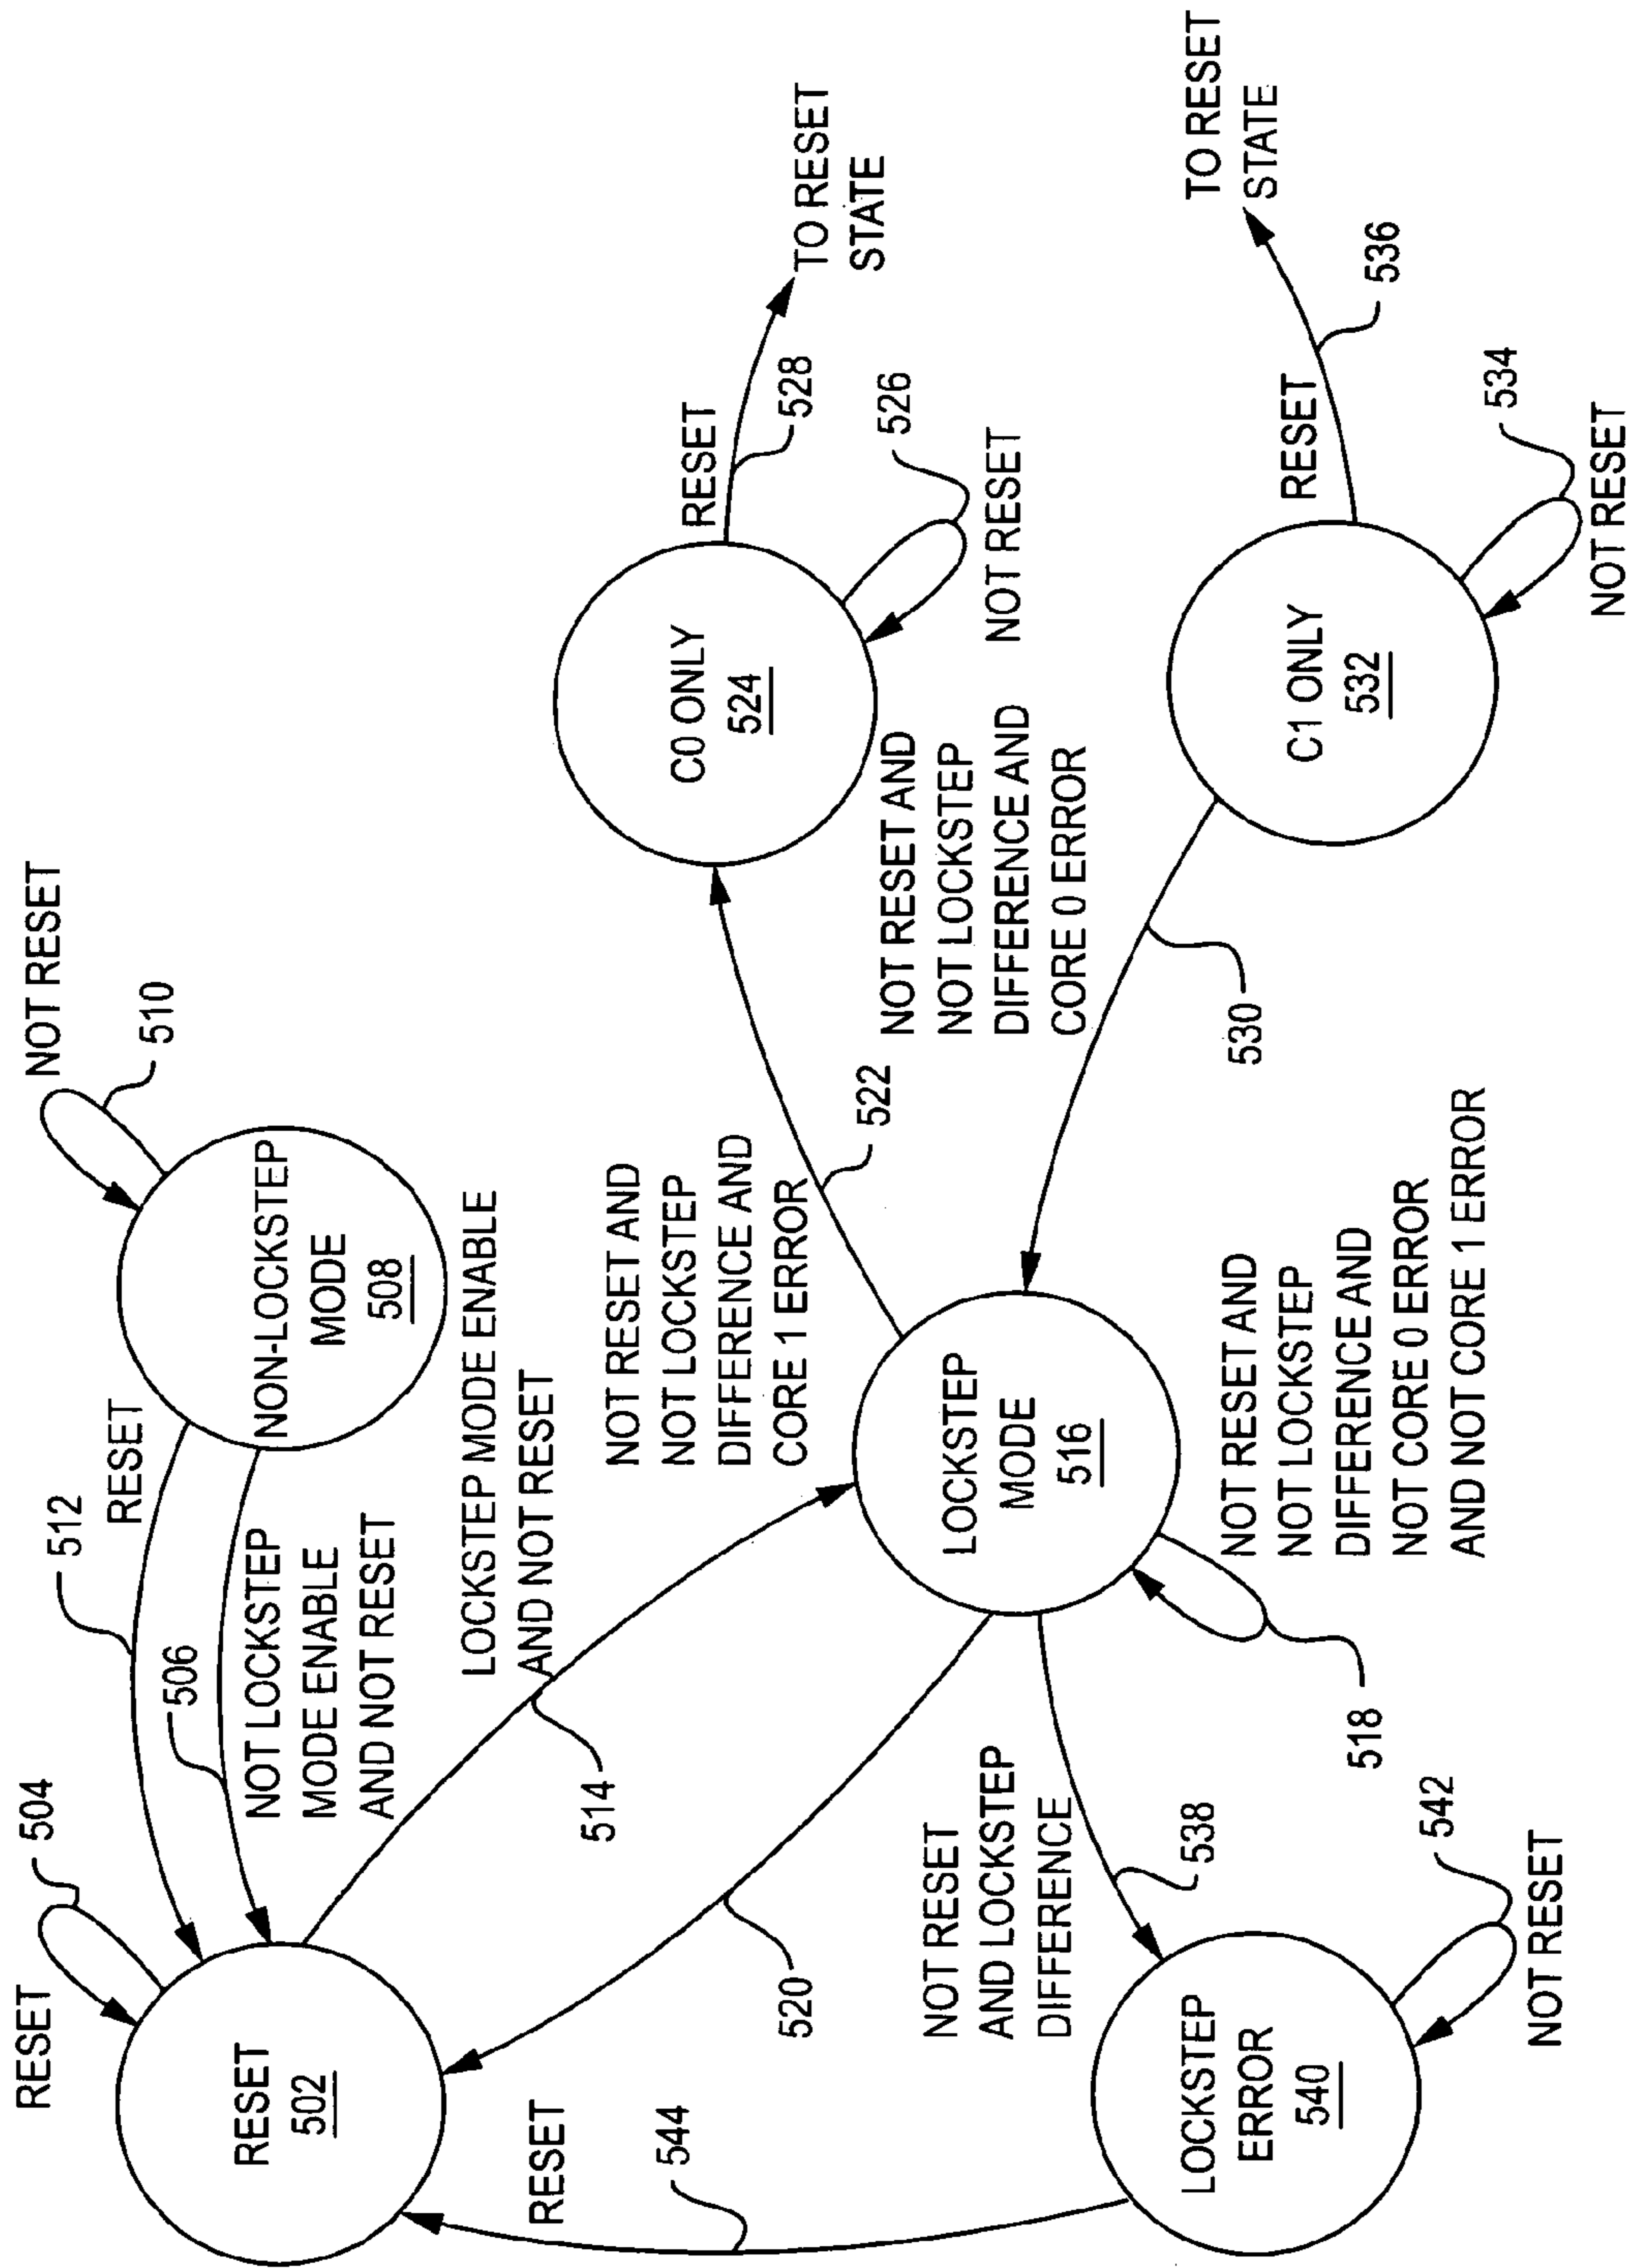 RESET
504
RESET
502
512
RESET
506
NOT LOCKSTEP
MODE ENABLE
AND NOT RESET
NON-LOCKSTEP
MODE
508
NOT RESET
510
LOCKSTEP MODE ENABLE
AND NOT RESET
514
520
NOT RESET AND
NOT LOCKSTEP
DIFFERENCE AND
CORE 1 ERROR
522
C0 ONLY
524
RESET
528
TO RESET
STATE
526
NOT RESET
LOCKSTEP
MODE
516
NOT RESET AND
NOT LOCKSTEP
DIFFERENCE AND
CORE 0 ERROR
530
C1 ONLY
532
RESET
536
TO RESET
STATE
534
NOT RESET
NOT RESET AND
NOT LOCKSTEP
DIFFERENCE AND
NOT CORE 0 ERROR
AND NOT CORE 1 ERROR
518
NOT RESET
AND LOCKSTEP
DIFFERENCE
538
RESET
544
LOCKSTEP
ERROR
540
542
NOT RESET